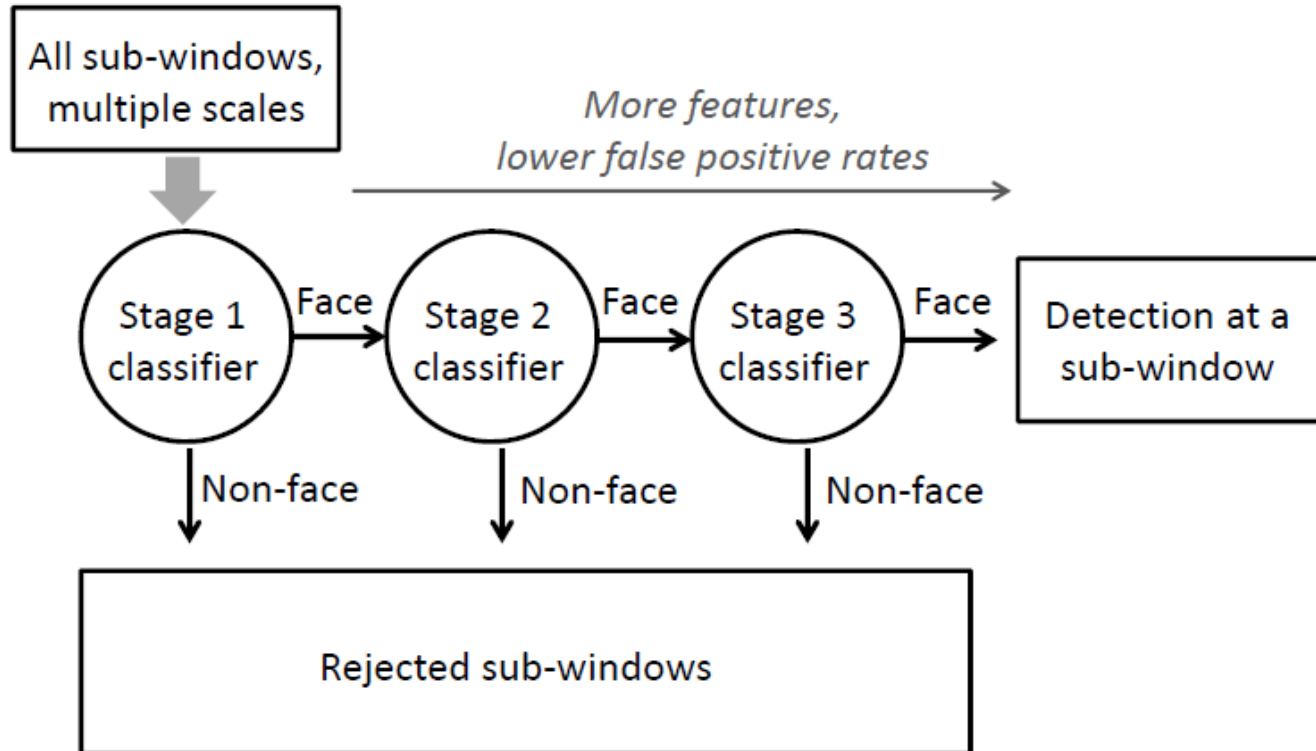 All sub-windows,
multiple scales
More features,
lower false positive rates
Stage 1
classifier
Face
Stage 2
classifier
Face
Stage 3
classifier
Face
Detection at a
sub-window
Non-face
Non-face
Non-face
Rejected sub-windows